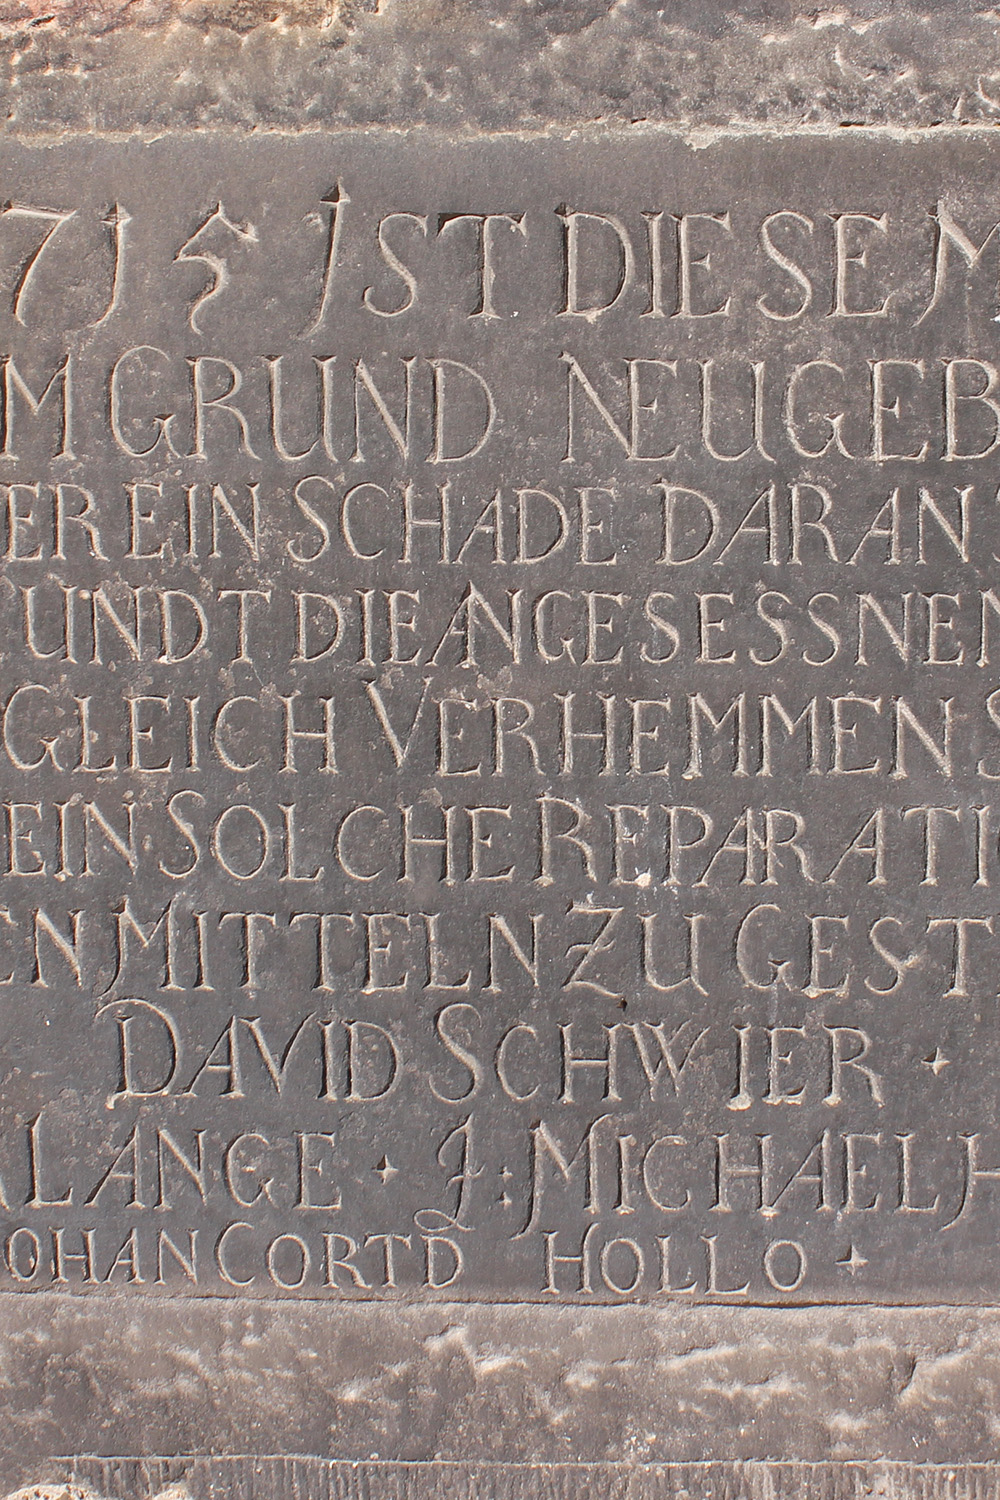 715 IST DIESE M
M GRUND NEUGEB
ER EIN SCHADE DARAN
UNDT DIE ANGESESSNEN
GLEICH VERHEMMEN S
EIN SOLCHE REPARATI
EN MITTELN ZU GEST
DAVID SCHWIER ·
LANGE · J: MICHAEL H
OHAN CORTD HOLLO ·